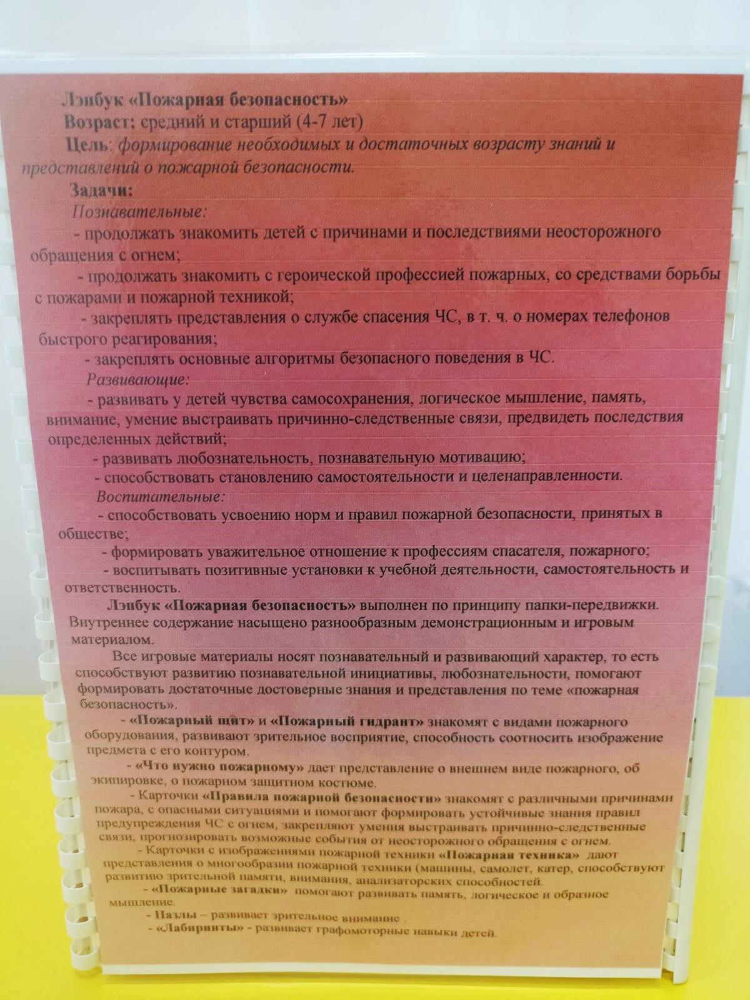 Лэпбук «Пожарная безопасность»
Возраст: средний и старший (4-7 лет)
Цель: формирование необходимых и достаточных возрасту знаний и
представлений о пожарной безопасности.
Задачи:
Познавательные:
- продолжать знакомить детей с причинами и последствиями неосторожного
обращения с огнем;
- продолжать знакомить с героической профессией пожарных, со средствами борьбы
с пожарами и пожарной техникой;
- закреплять представления о службе спасения ЧС, в т. ч. о номерах телефонов
быстрого реагирования;
- закреплять основные алгоритмы безопасного поведения в ЧС.
Развивающие:
- развивать у детей чувства самосохранения, логическое мышление, память,
внимание, умение выстраивать причинно-следственные связи, предвидеть последствия
определенных действий;
- развивать любознательность, познавательную мотивацию;
- способствовать становлению самостоятельности и целенаправленности.
Воспитательные:
- способствовать усвоению норм и правил пожарной безопасности, принятых в
обществе;
- формировать уважительное отношение к профессиям спасателя, пожарного;
- воспитывать позитивные установки к учебной деятельности, самостоятельность и
ответственность.
Лэпбук «Пожарная безопасность» выполнен по принципу папки-передвижки.
Внутреннее содержание насыщено разнообразным демонстрационным и игровым
материалом.
Все игровые материалы носят познавательный и развивающий характер, то есть
способствуют развитию познавательной инициативы, любознательности, помогают
формировать достаточные достоверные знания и представления по теме «пожарная
безопасность».
- «Пожарный щит» и «Пожарный гидрант» знакомят с видами пожарного
оборудования, развивают зрительное восприятие, способность соотносить изображение
предмета с его контуром.
- «Что нужно пожарному» дает представление о внешнем виде пожарного, об
экипировке, о пожарном защитном костюме.
- Карточки «Правила пожарной безопасности» знакомят с различными причинами
пожара, с опасными ситуациями и помогают формировать устойчивые знания правил
предупреждения ЧС с огнем, закрепляют умения выстраивать причинно-следственные
связи, прогнозировать возможные события от неосторожного обращения с огнем.
- Карточки с изображениями пожарной техники «Пожарная техника» дают
представления о многообразии пожарной техники (машины, самолет, катер, способствуют
развитию зрительной памяти, внимания, анализаторских способностей.
- «Пожарные загадки» помогают развивать память, логическое и образное
мышление.
- Пазлы – развивает зрительное внимание .
- «Лабиринты» - развивает графомоторные навыки детей.